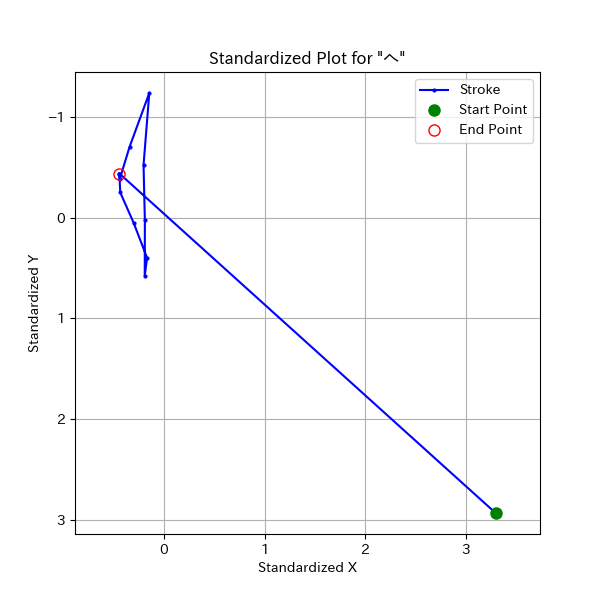 Standardized Plot for "へ"
Stroke
Start Point
End Point
−1
0
1
2
3
Standardized Y
0
1
2
3
Standardized X